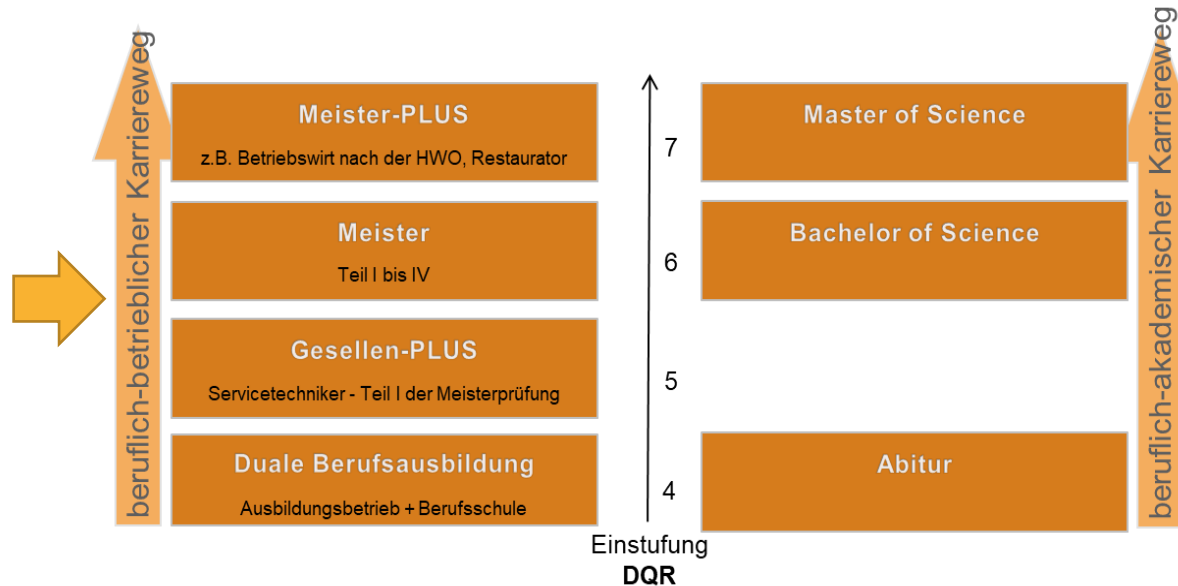 beruflich-betrieblicher Karriereweg
Meister-PLUS
z.B. Betriebswirt nach der HWO, Restaurator
Meister
Teil I bis IV
Gesellen-PLUS
Servicetechniker - Teil I der Meisterprüfung
Duale Berufsausbildung
Ausbildungsbetrieb + Berufsschule
7
6
5
4
Einstufung
DQR
Master of Science
Bachelor of Science
Abitur
beruflich-akademischer Karriereweg